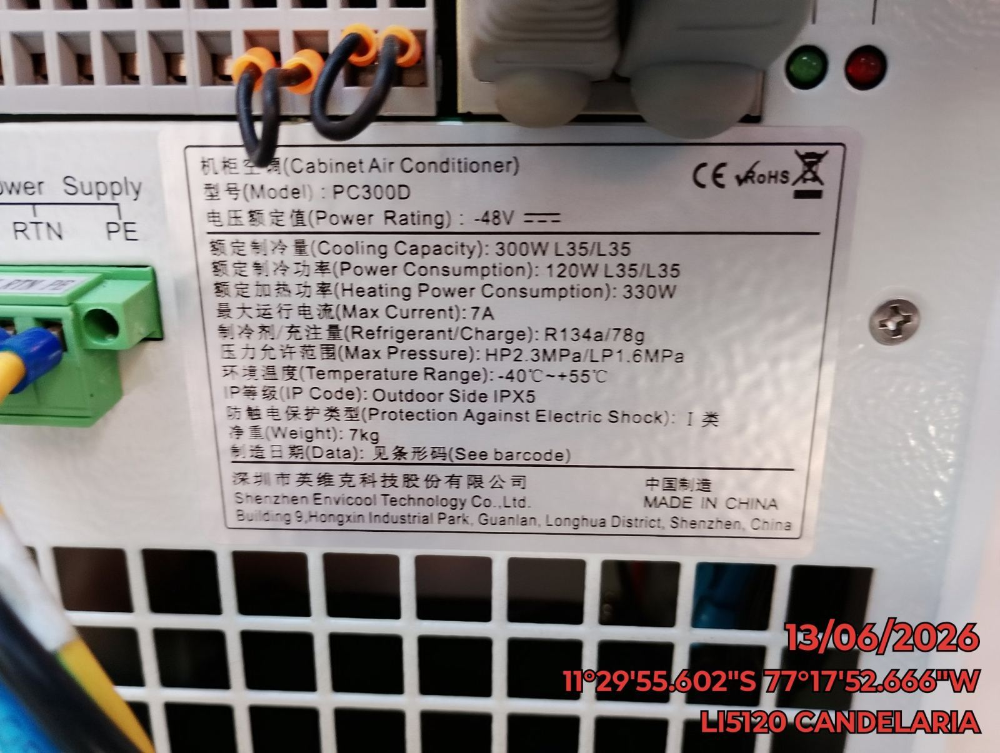 机柜空调(Cabinet Air Conditioner)
CE RoHS
型号(Model) : PC300D
电压额定值(Power Rating) : -48V
额定制冷量(Cooling Capacity): 300W L35/L35
额定制冷功率(Power Consumption): 120W L35/L35
额定加热功率(Heating Power Consumption): 330W
最大运行电流(Max Current): 7A
制冷剂/充注量(Refrigerant/Charge): R134a/78g
压力允许范围(Max Pressure): HP2.3MPa/LP1.6MPa
环境温度(Temperature Range): -40℃~+55℃
IP等级(IP Code): Outdoor Side IPX5
防触电保护类型(Protection Against Electric Shock): I 类
净重(Weight): 7kg
制造日期(Data): 见条形码(See barcode)
深圳市英维克科技股份有限公司
中国制造
Shenzhen Envicool Technology Co.,Ltd.
MADE IN CHINA
Building 9,Hongxin Industrial Park, Guanlan, Longhua District, Shenzhen, China
Supply
RTN PE
RTN PE
13/06/2026
11°29'55.602"S 77°17'52.666"W
LI5120 CANDELARIA